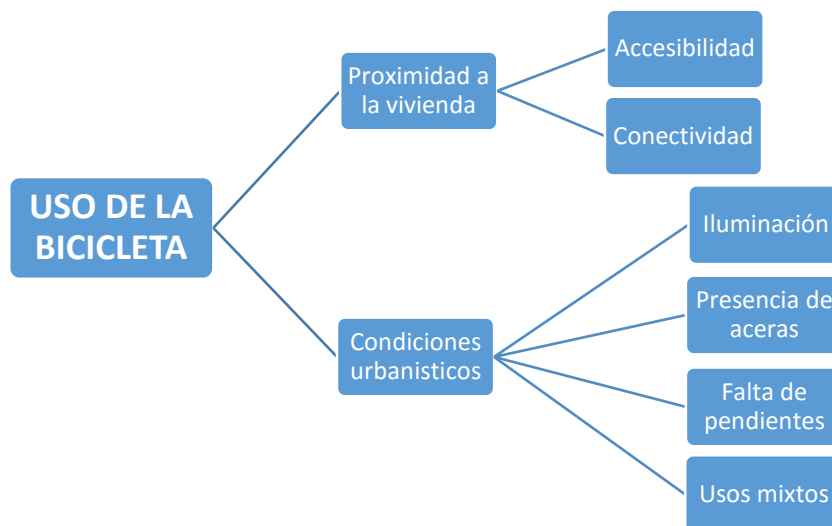 USO DE LA
BICICLETA
Proximidad a
la vivienda
Accesibilidad
Conectividad
Condiciones
urbanisticos
Iluminación
Presencia de
aceras
Falta de
pendientes
Usos mixtos